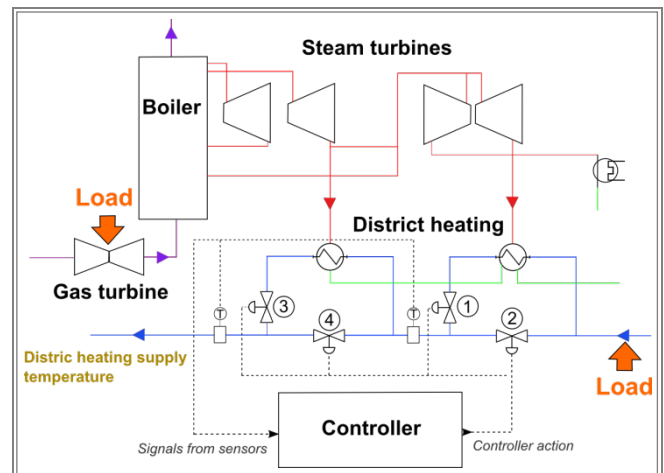 Steam turbines
Boiler
Load
District heating
Gas turbine
T
T
3
1
4
2
Distric heating supply
temperature
Load
Controller
Signals from sensors
Controller action